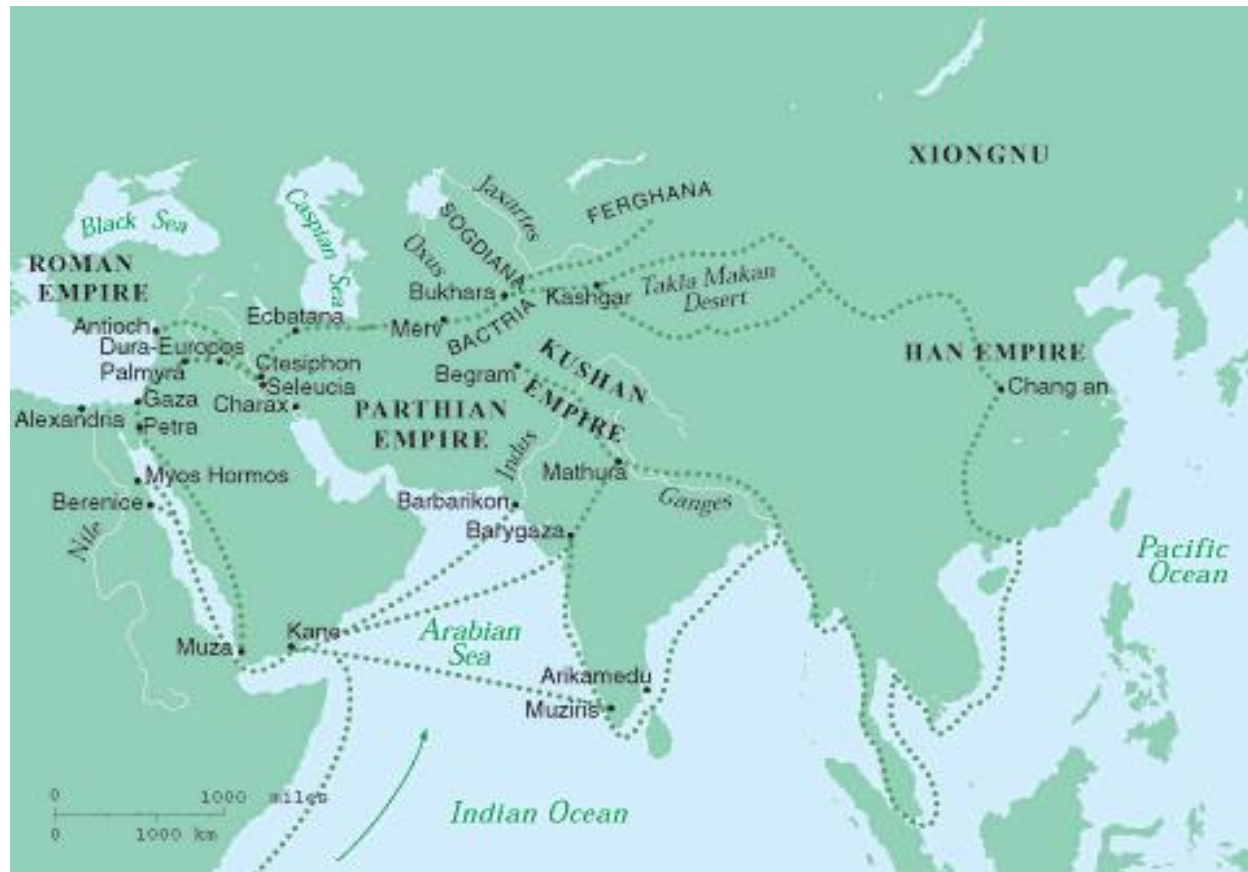 XIONGNU
Black Sea
Caspian Sea
Jaxartes
FERGHANA
SOGDIANA
Oxus
ROMAN
EMPIRE
Bukhara
Kashgar
Takla Makan
Desert
Antioch
Ecbatana
Merv
BACTRIA
Dura-Europos
Palmyra
Ctesiphon
Seleucia
Begram
KUSHAN
EMPIRE
HAN EMPIRE
Chang an
Alexandria
Gaza
Charax
Petra
PARTHIAN
EMPIRE
Indus
Mathura
Myos Hormos
Berenice
Nile
Barbarikon
Barygaza
Ganges
Pacific
Ocean
Muza
Kane
Arabian
Sea
Arikamedu
Muziris
0 1000 miles
0 1000 km
Indian Ocean